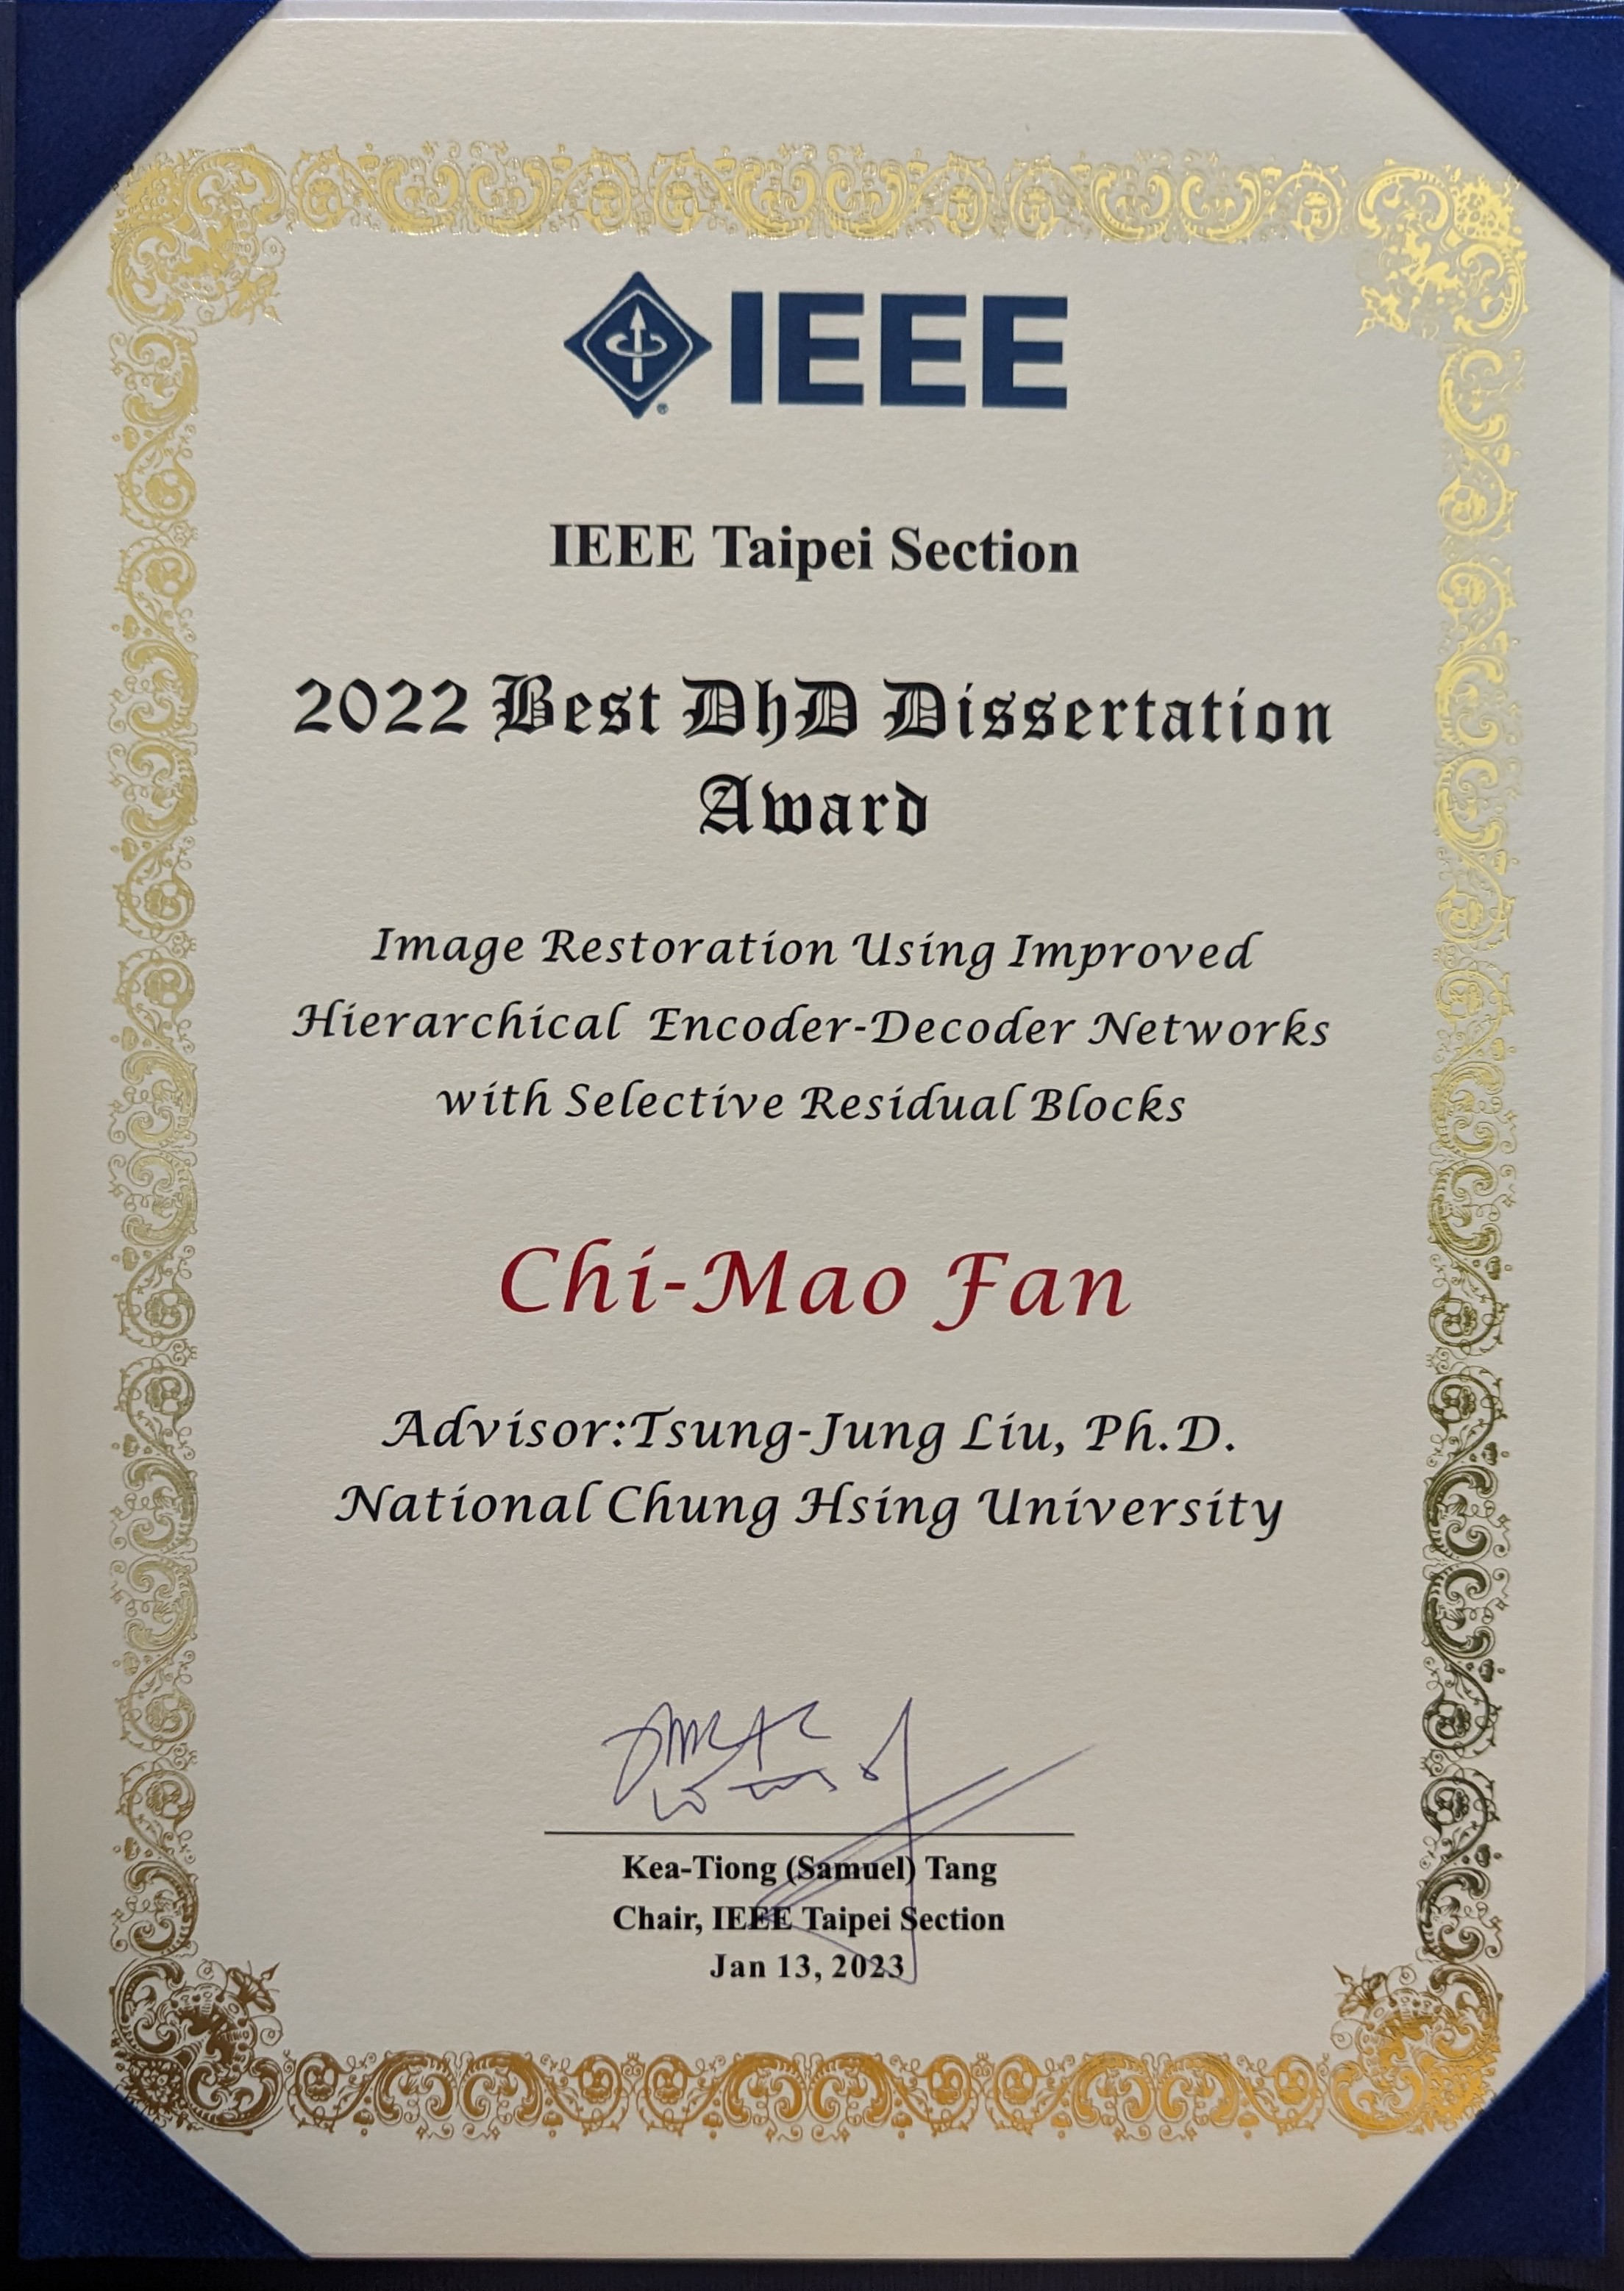 IEEE
IEEE Taipei Section
2022 Best DhD Dissertation
Award
Image Restoration Using Improved
Hierarchical Encoder-Decoder Networks
with Selective Residual Blocks
Chi-Mao Fan
Advisor:Tsung-Jung Liu, Ph.D.
National Chung Hsing University
Kea-Tiong (Samuel) Tang
Chair, IEEE Taipei Section
Jan 13, 2023